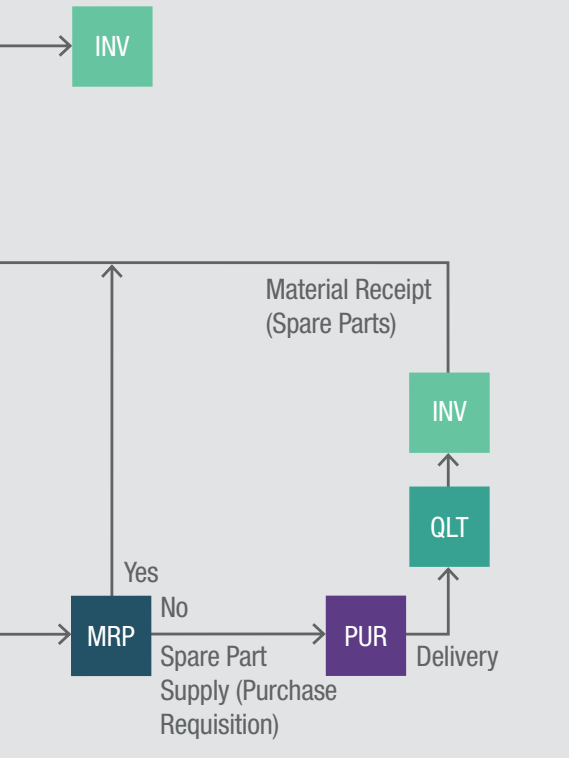 INV
Material Receipt
(Spare Parts)
INV
QLT
Yes
No
MRP
PUR
Spare Part
Supply (Purchase
Requisition)
Delivery